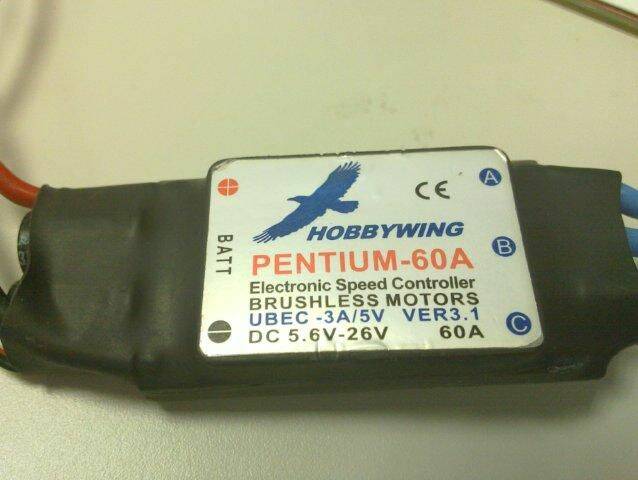 CE
A
HOBBYWING
B
BATT
PENTIUM-60A
Electronic Speed Controller
BRUSHLESS MOTORS
UBEC -3A/5V VER3.1
DC 5.6V-26V 60A
C